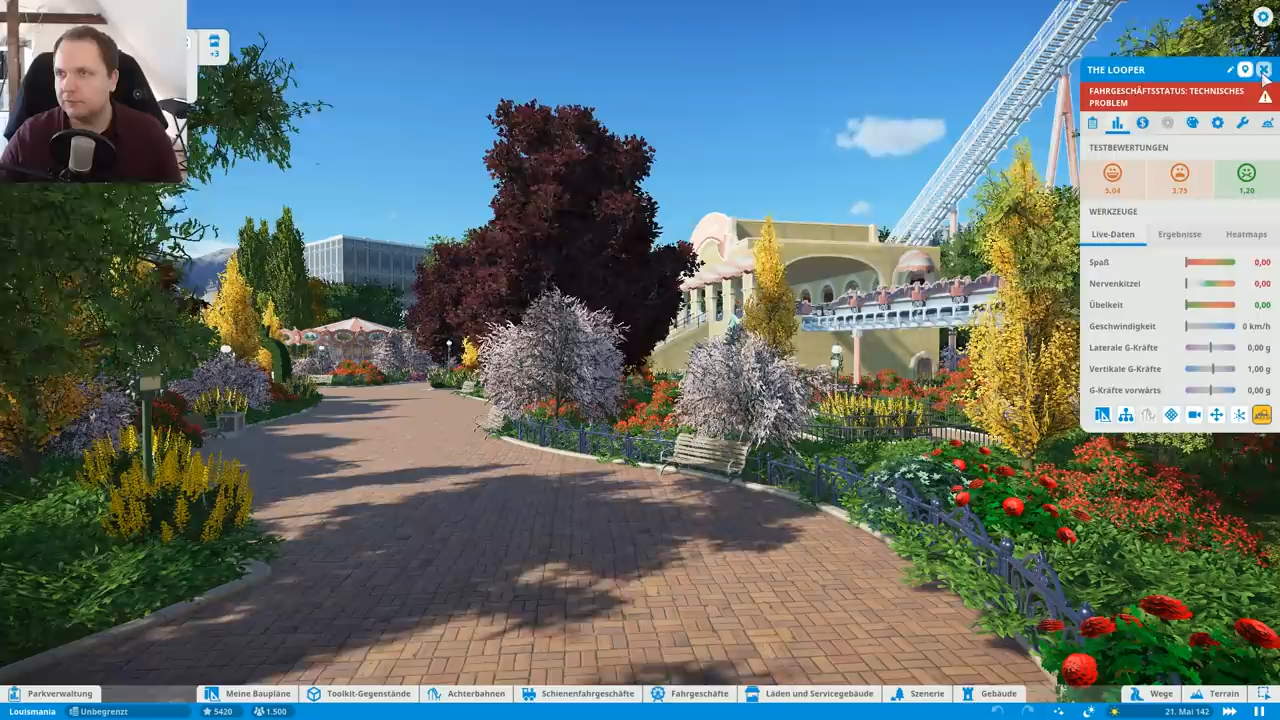 +3
THE LOOPER
FAHRGESCHÄFTSSTATUS: TECHNISCHES
PROBLEM
TESTBEWERTUNGEN
5,04 3,75 1,20
WERKZEUGE
Live-Daten Ergebnisse Heatmaps
Spaß 0,00
Nervenkitzel 0,00
Übelkeit 0,00
Geschwindigkeit 0 km/h
Laterale G-Kräfte 0,00 g
Vertikale G-Kräfte 1,00 g
G-Kräfte vorwärts 0,00 g
Parkverwaltung Meine Baupläne Toolkit-Gegenstände Achterbahnen Schienenfahrgeschäfte Fahrgeschäfte Läden und Servicegebäude Szenerie Gebäude Wege Terrain
Louismania Unbegrenzt 5420 1.500 21. Mai 142